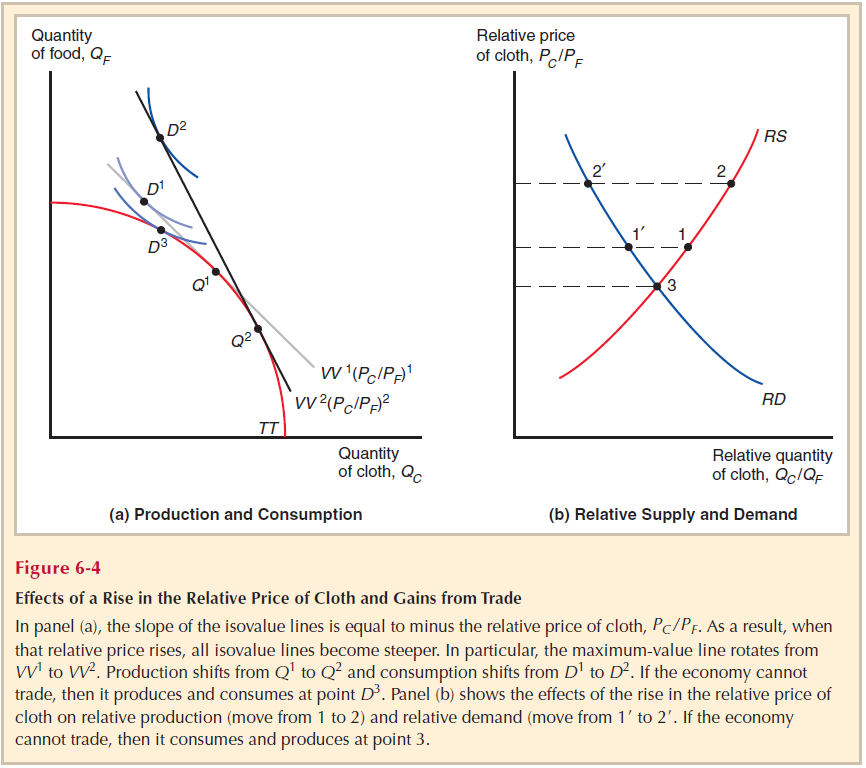 Quantity
of food, Q_F
D²
D¹
D³
Q¹
Q²
VV ¹(P_C/P_F)¹
VV ²(P_C/P_F)²
TT
Quantity
of cloth, Q_C
(a) Production and Consumption
Relative price
of cloth, P_C/P_F
RS
2′
2
1′
1
3
RD
Relative quantity
of cloth, Q_C/Q_F
(b) Relative Supply and Demand
Figure 6-4
Effects of a Rise in the Relative Price of Cloth and Gains from Trade
In panel (a), the slope of the isovalue lines is equal to minus the relative price of cloth, P_C/P_F. As a result, when
that relative price rises, all isovalue lines become steeper. In particular, the maximum-value line rotates from
VV¹ to VV². Production shifts from Q¹ to Q² and consumption shifts from D¹ to D². If the economy cannot
trade, then it produces and consumes at point D³. Panel (b) shows the effects of the rise in the relative price of
cloth on relative production (move from 1 to 2) and relative demand (move from 1′ to 2′. If the economy
cannot trade, then it consumes and produces at point 3.